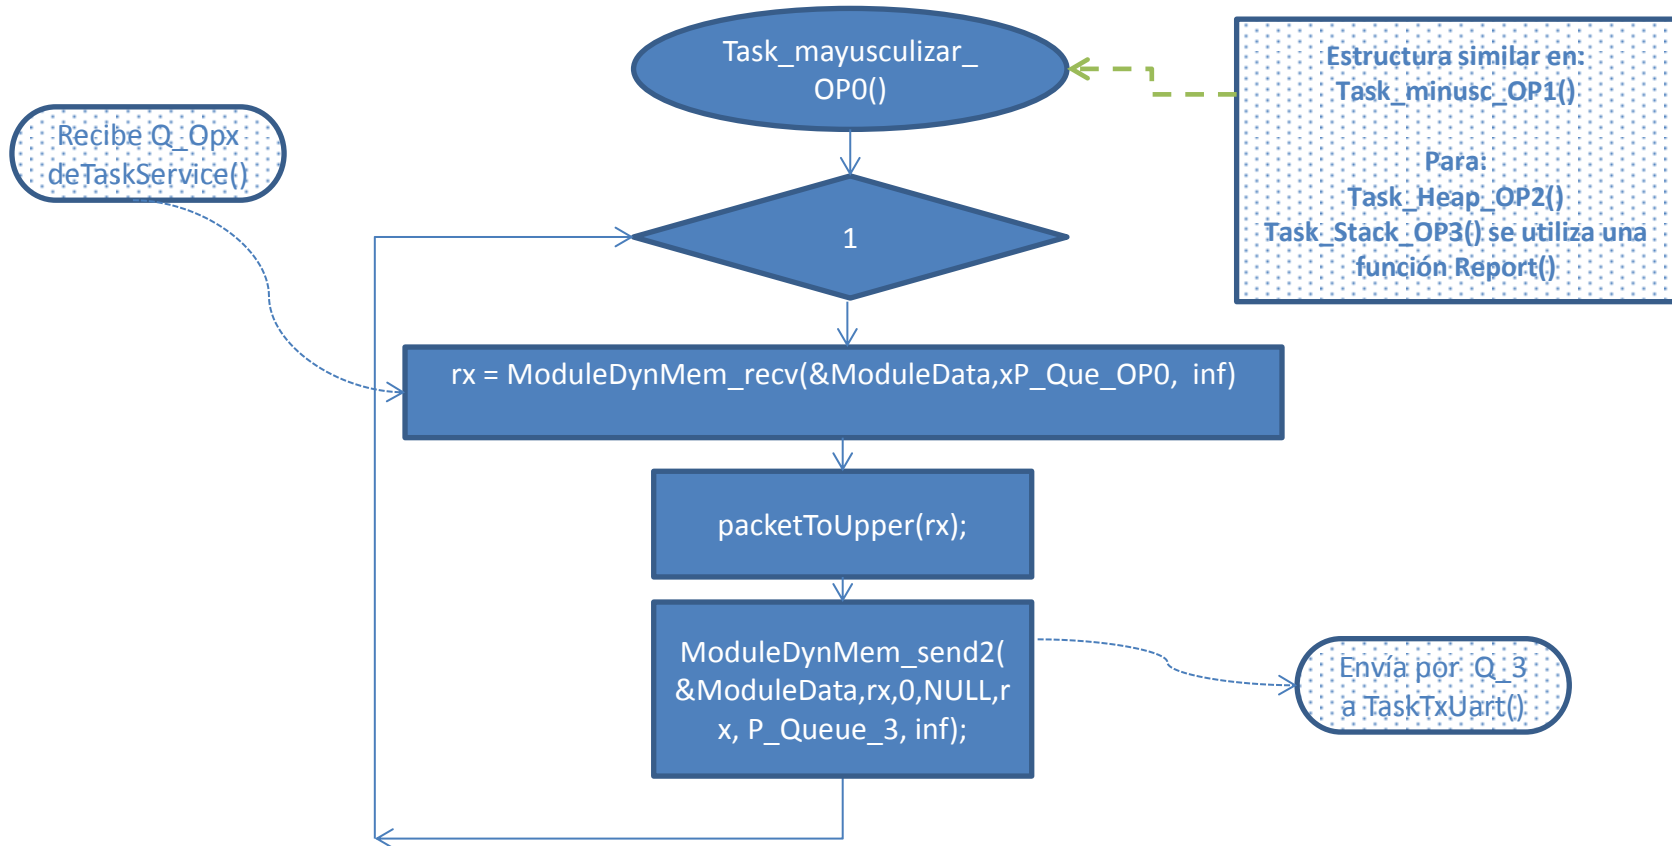 Task_mayusculizar_
OP0()
Estructura similar en:
Task_minusc_OP1()
Para:
Task_Heap_OP2()
Task_Stack_OP3() se utiliza una
función Report()
Recibe Q_Opx
deTaskService()
1
rx = ModuleDynMem_recv(&ModuleData,xP_Que_OP0,  inf)
packetToUpper(rx);
ModuleDynMem_send2(
&ModuleData,rx,0,NULL,r
x, P_Queue_3, inf);
Envía por  Q_3
a TaskTxUart()